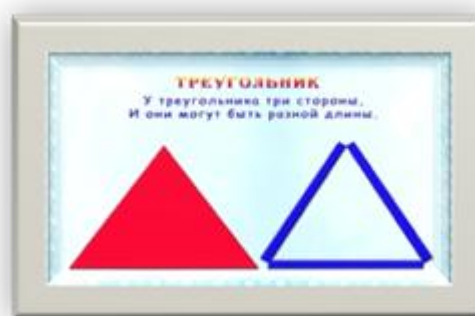 ТРЕУГОЛЬНИК
У треугольника три стороны,
И они могут быть разной длины.